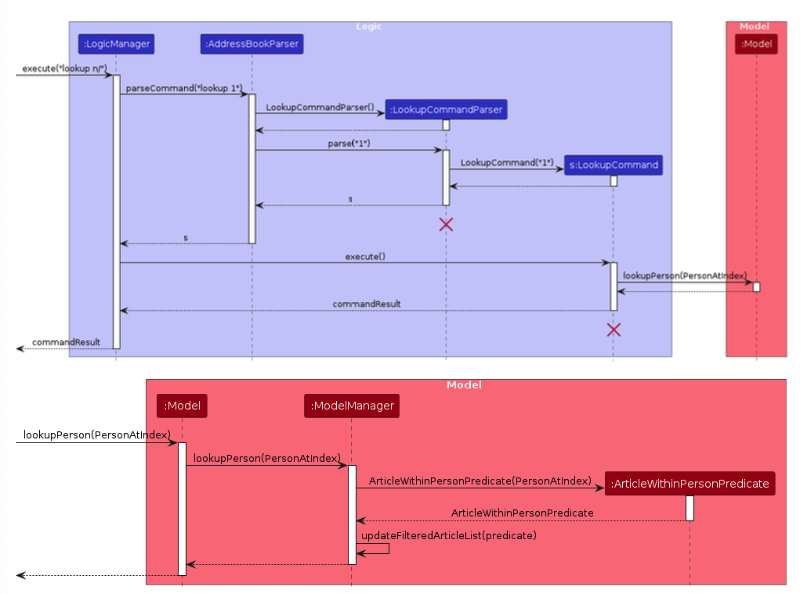 Logic
Model
:LogicManager
:AddressBookParser
:Model
execute("lookup n/")
parseCommand("lookup 1")
LookupCommandParser()
:LookupCommandParser
parse("1")
LookupCommand("1")
s:LookupCommand
s
s
execute()
lookupPerson(PersonAtIndex)
commandResult
commandResult
Model
:Model
:ModelManager
lookupPerson(PersonAtIndex)
lookupPerson(PersonAtIndex)
ArticleWithinPersonPredicate(PersonAtIndex)
:ArticleWithinPersonPredicate
ArticleWithinPersonPredicate
updateFilteredArticleList(predicate)